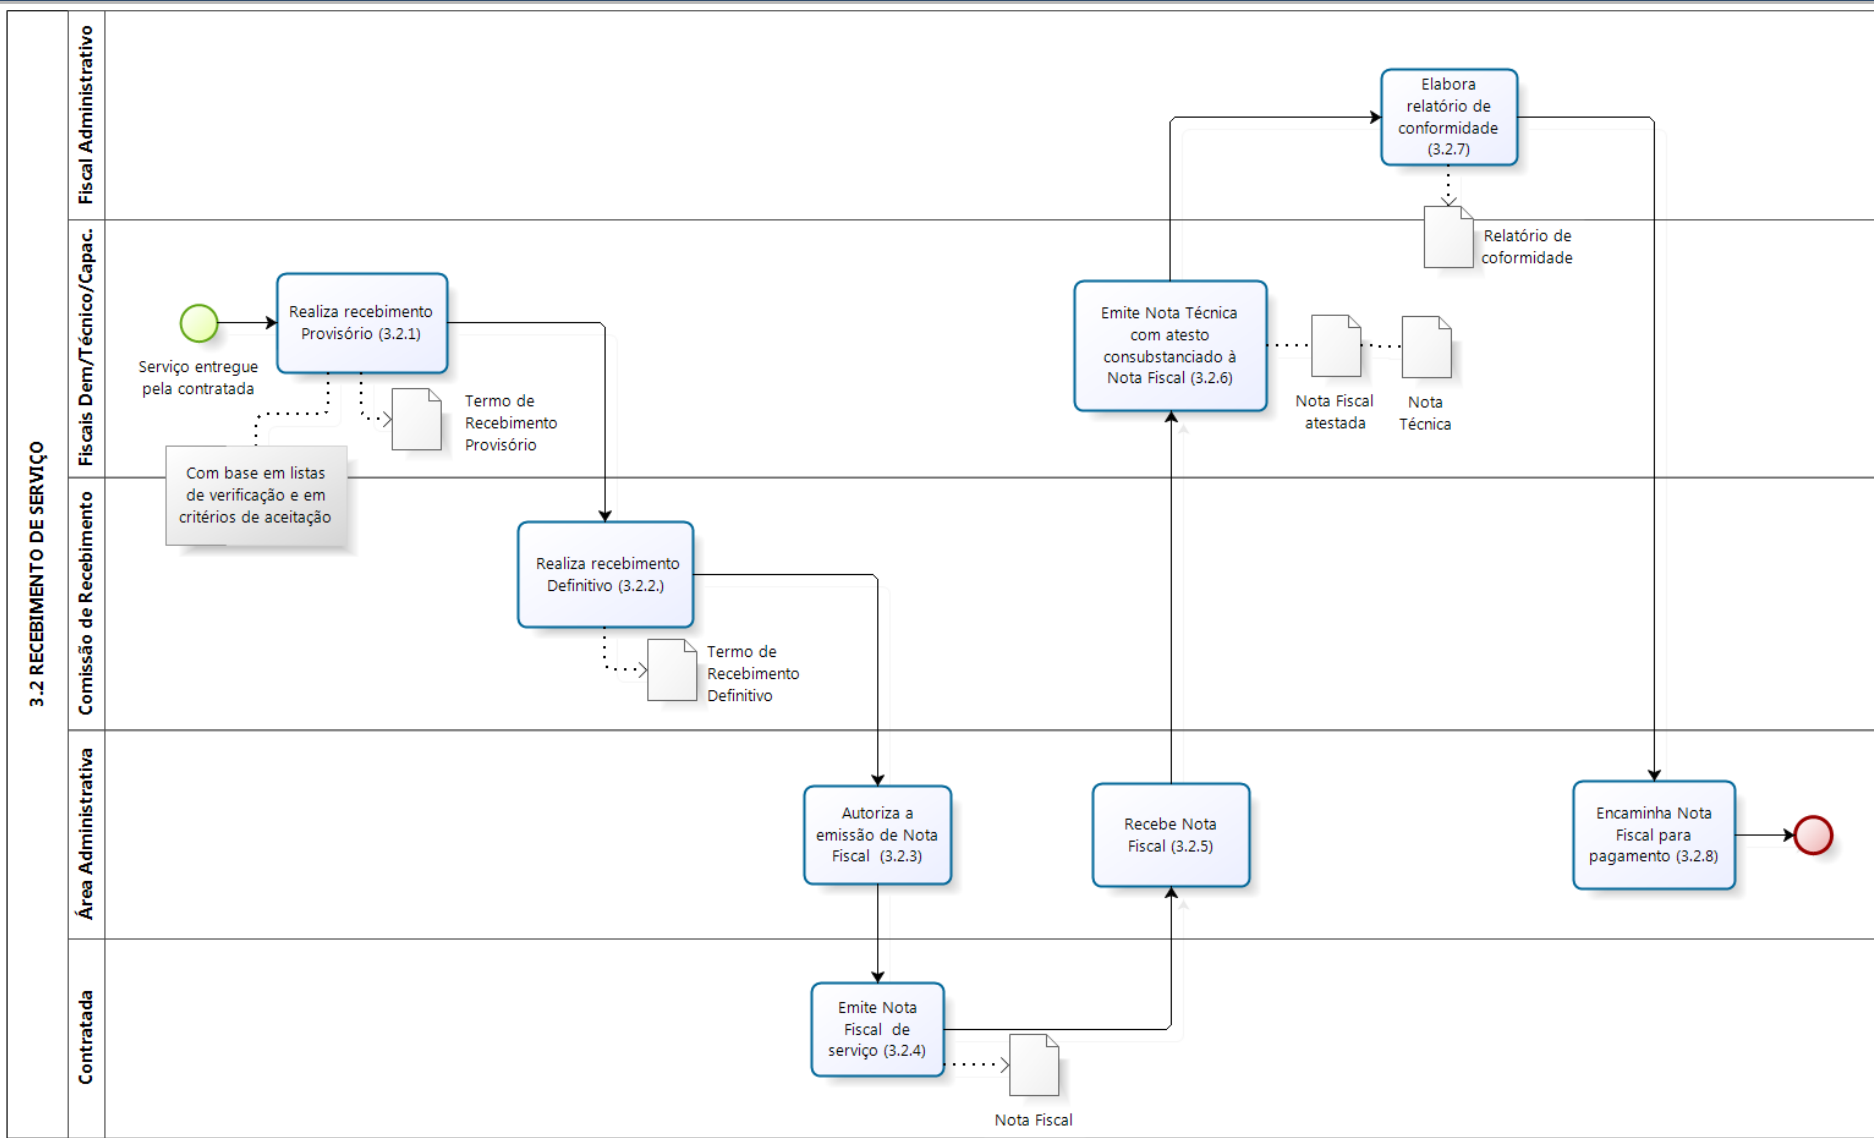 3.2 RECEBIMENTO DE SERVIÇO
Fiscal Administrativo
Elabora
relatório de
conformidade
(3.2.7)
Relatório de
coformidade
Fiscais Dem/Técnico/Capac.
Serviço entregue
pela contratada
Realiza recebimento
Provisório (3.2.1)
Termo de
Recebimento
Provisório
Com base em listas
de verificação e em
critérios de aceitação
Emite Nota Técnica
com atesto
consubstanciado à
Nota Fiscal (3.2.6)
Nota Fiscal
atestada
Nota
Técnica
Comissão de Recebimento
Realiza recebimento
Definitivo (3.2.2.)
Termo de
Recebimento
Definitivo
Área Administrativa
Autoriza a
emissão de Nota
Fiscal (3.2.3)
Recebe Nota
Fiscal (3.2.5)
Encaminha Nota
Fiscal para
pagamento (3.2.8)
Contratada
Emite Nota
Fiscal de
serviço (3.2.4)
Nota Fiscal